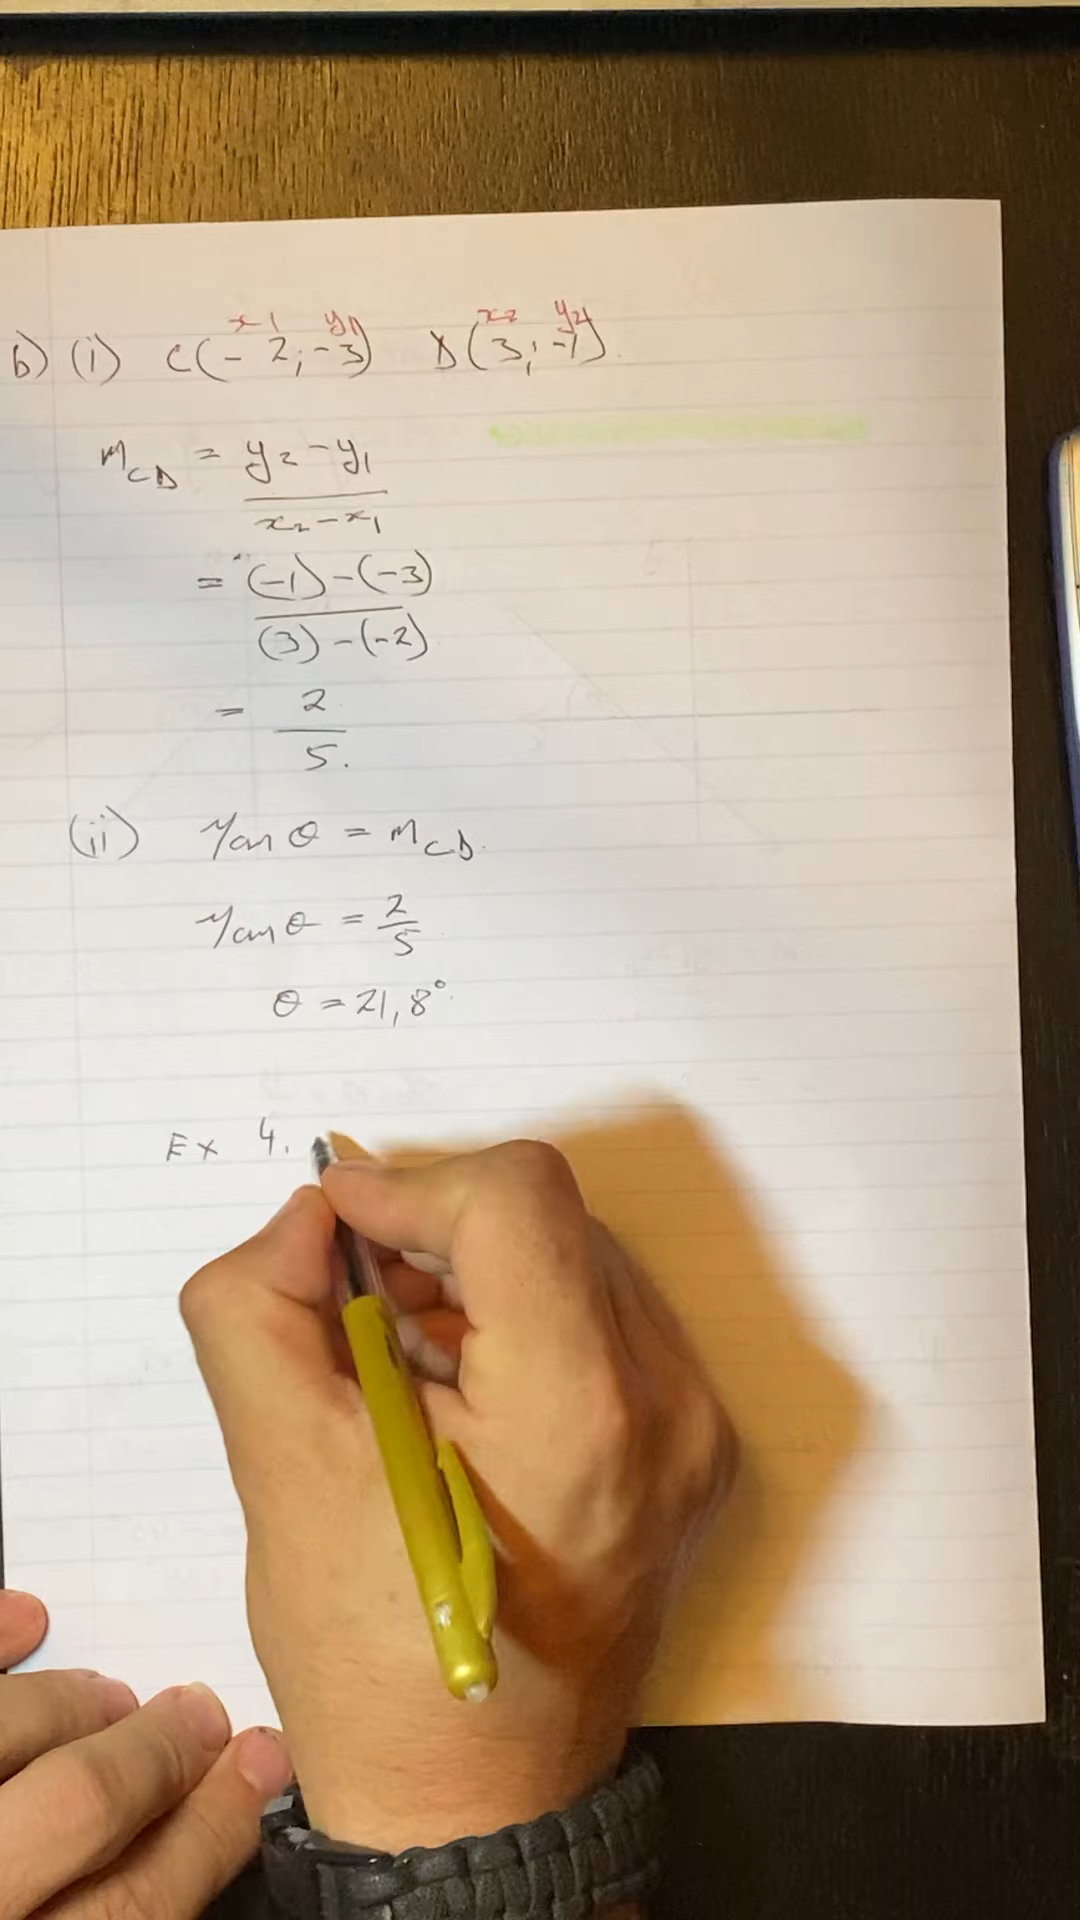 x1 y1 x2 y2
b) (i) C(-2;-3) D(3;-1).
mCD = y2-y1
x2-x1
= (-1)-(-3)
(3)-(-2)
= 2
5.
(ii) Tan θ = mCD.
Tan θ = 2/5
θ = 21,8°.
Ex 4.